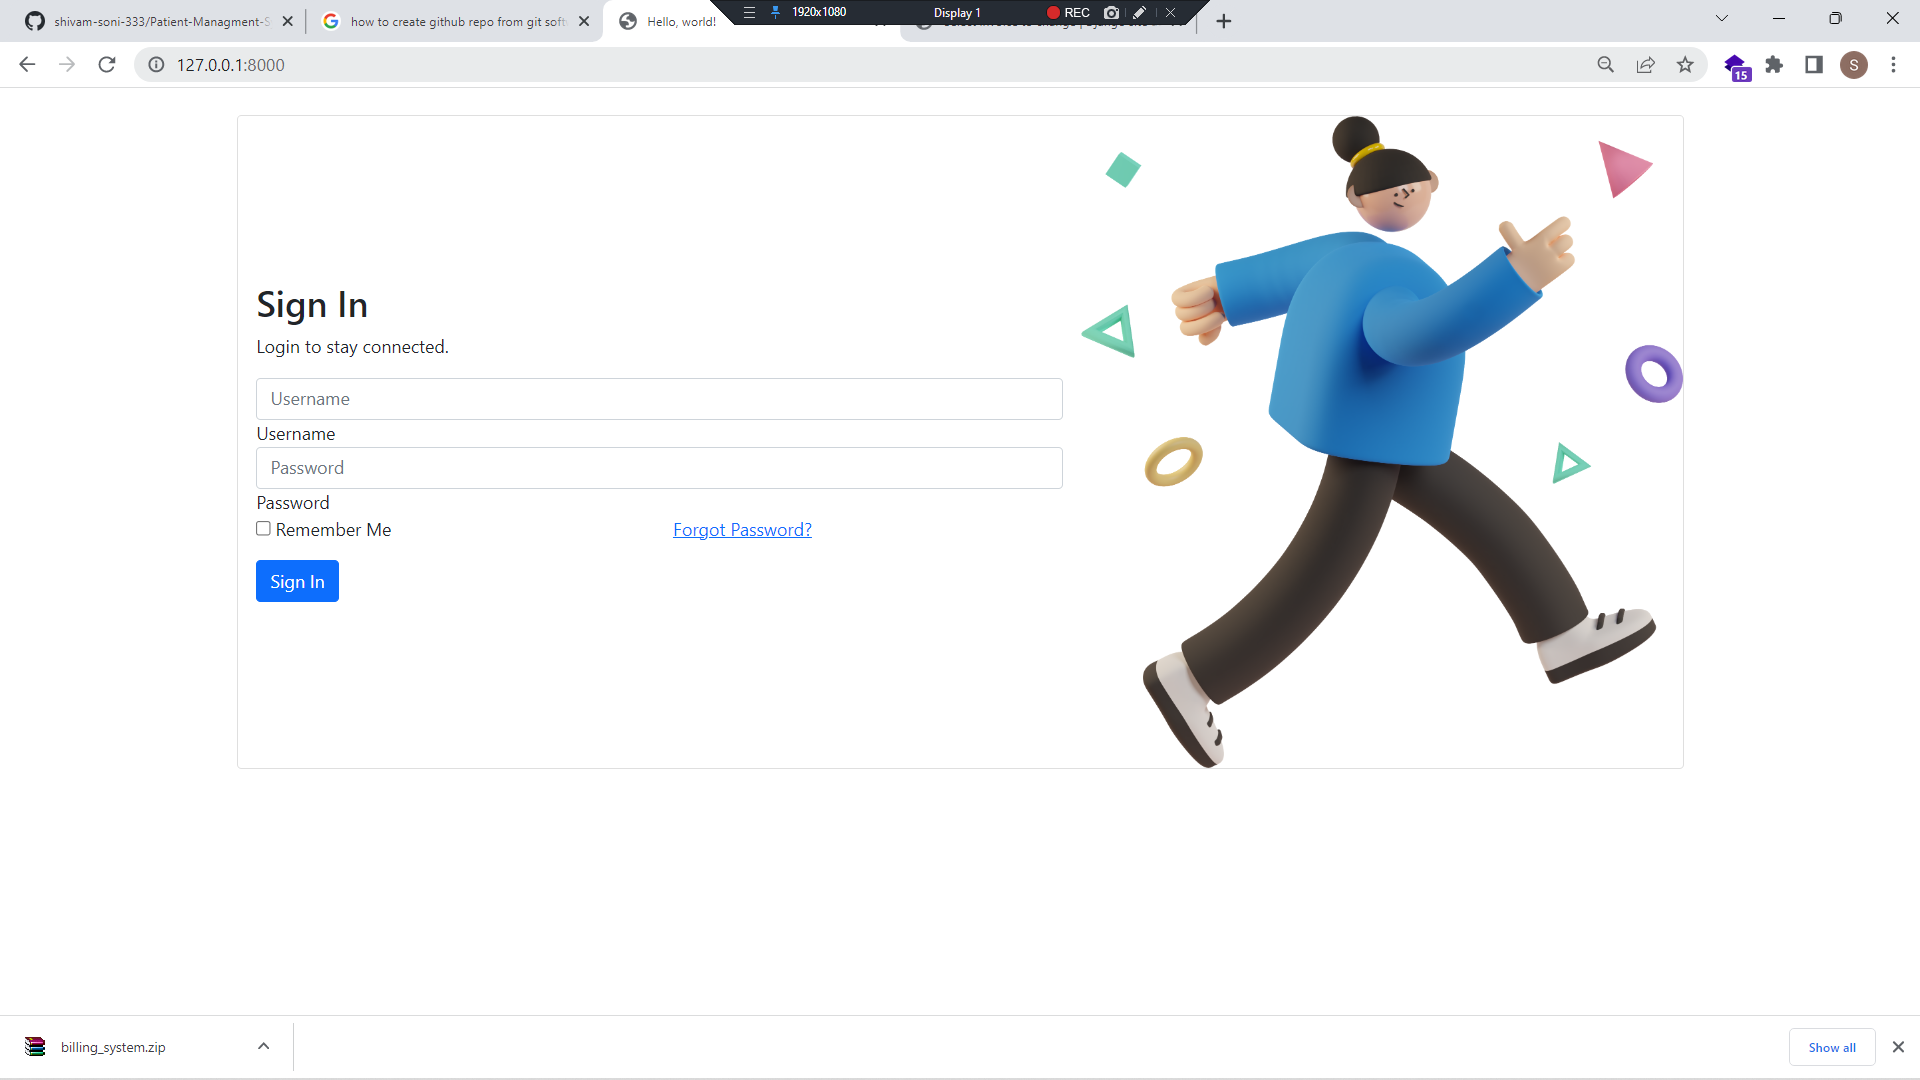 shivam-soni-333/Patient-Managment-S
how to create github repo from git soft
Hello, world!
1920x1080
Display 1
REC
127.0.0.1:8000
15
S
Sign In
Login to stay connected.
Username
Username
Password
Password
Remember Me
Forgot Password?
Sign In
billing_system.zip
Show all